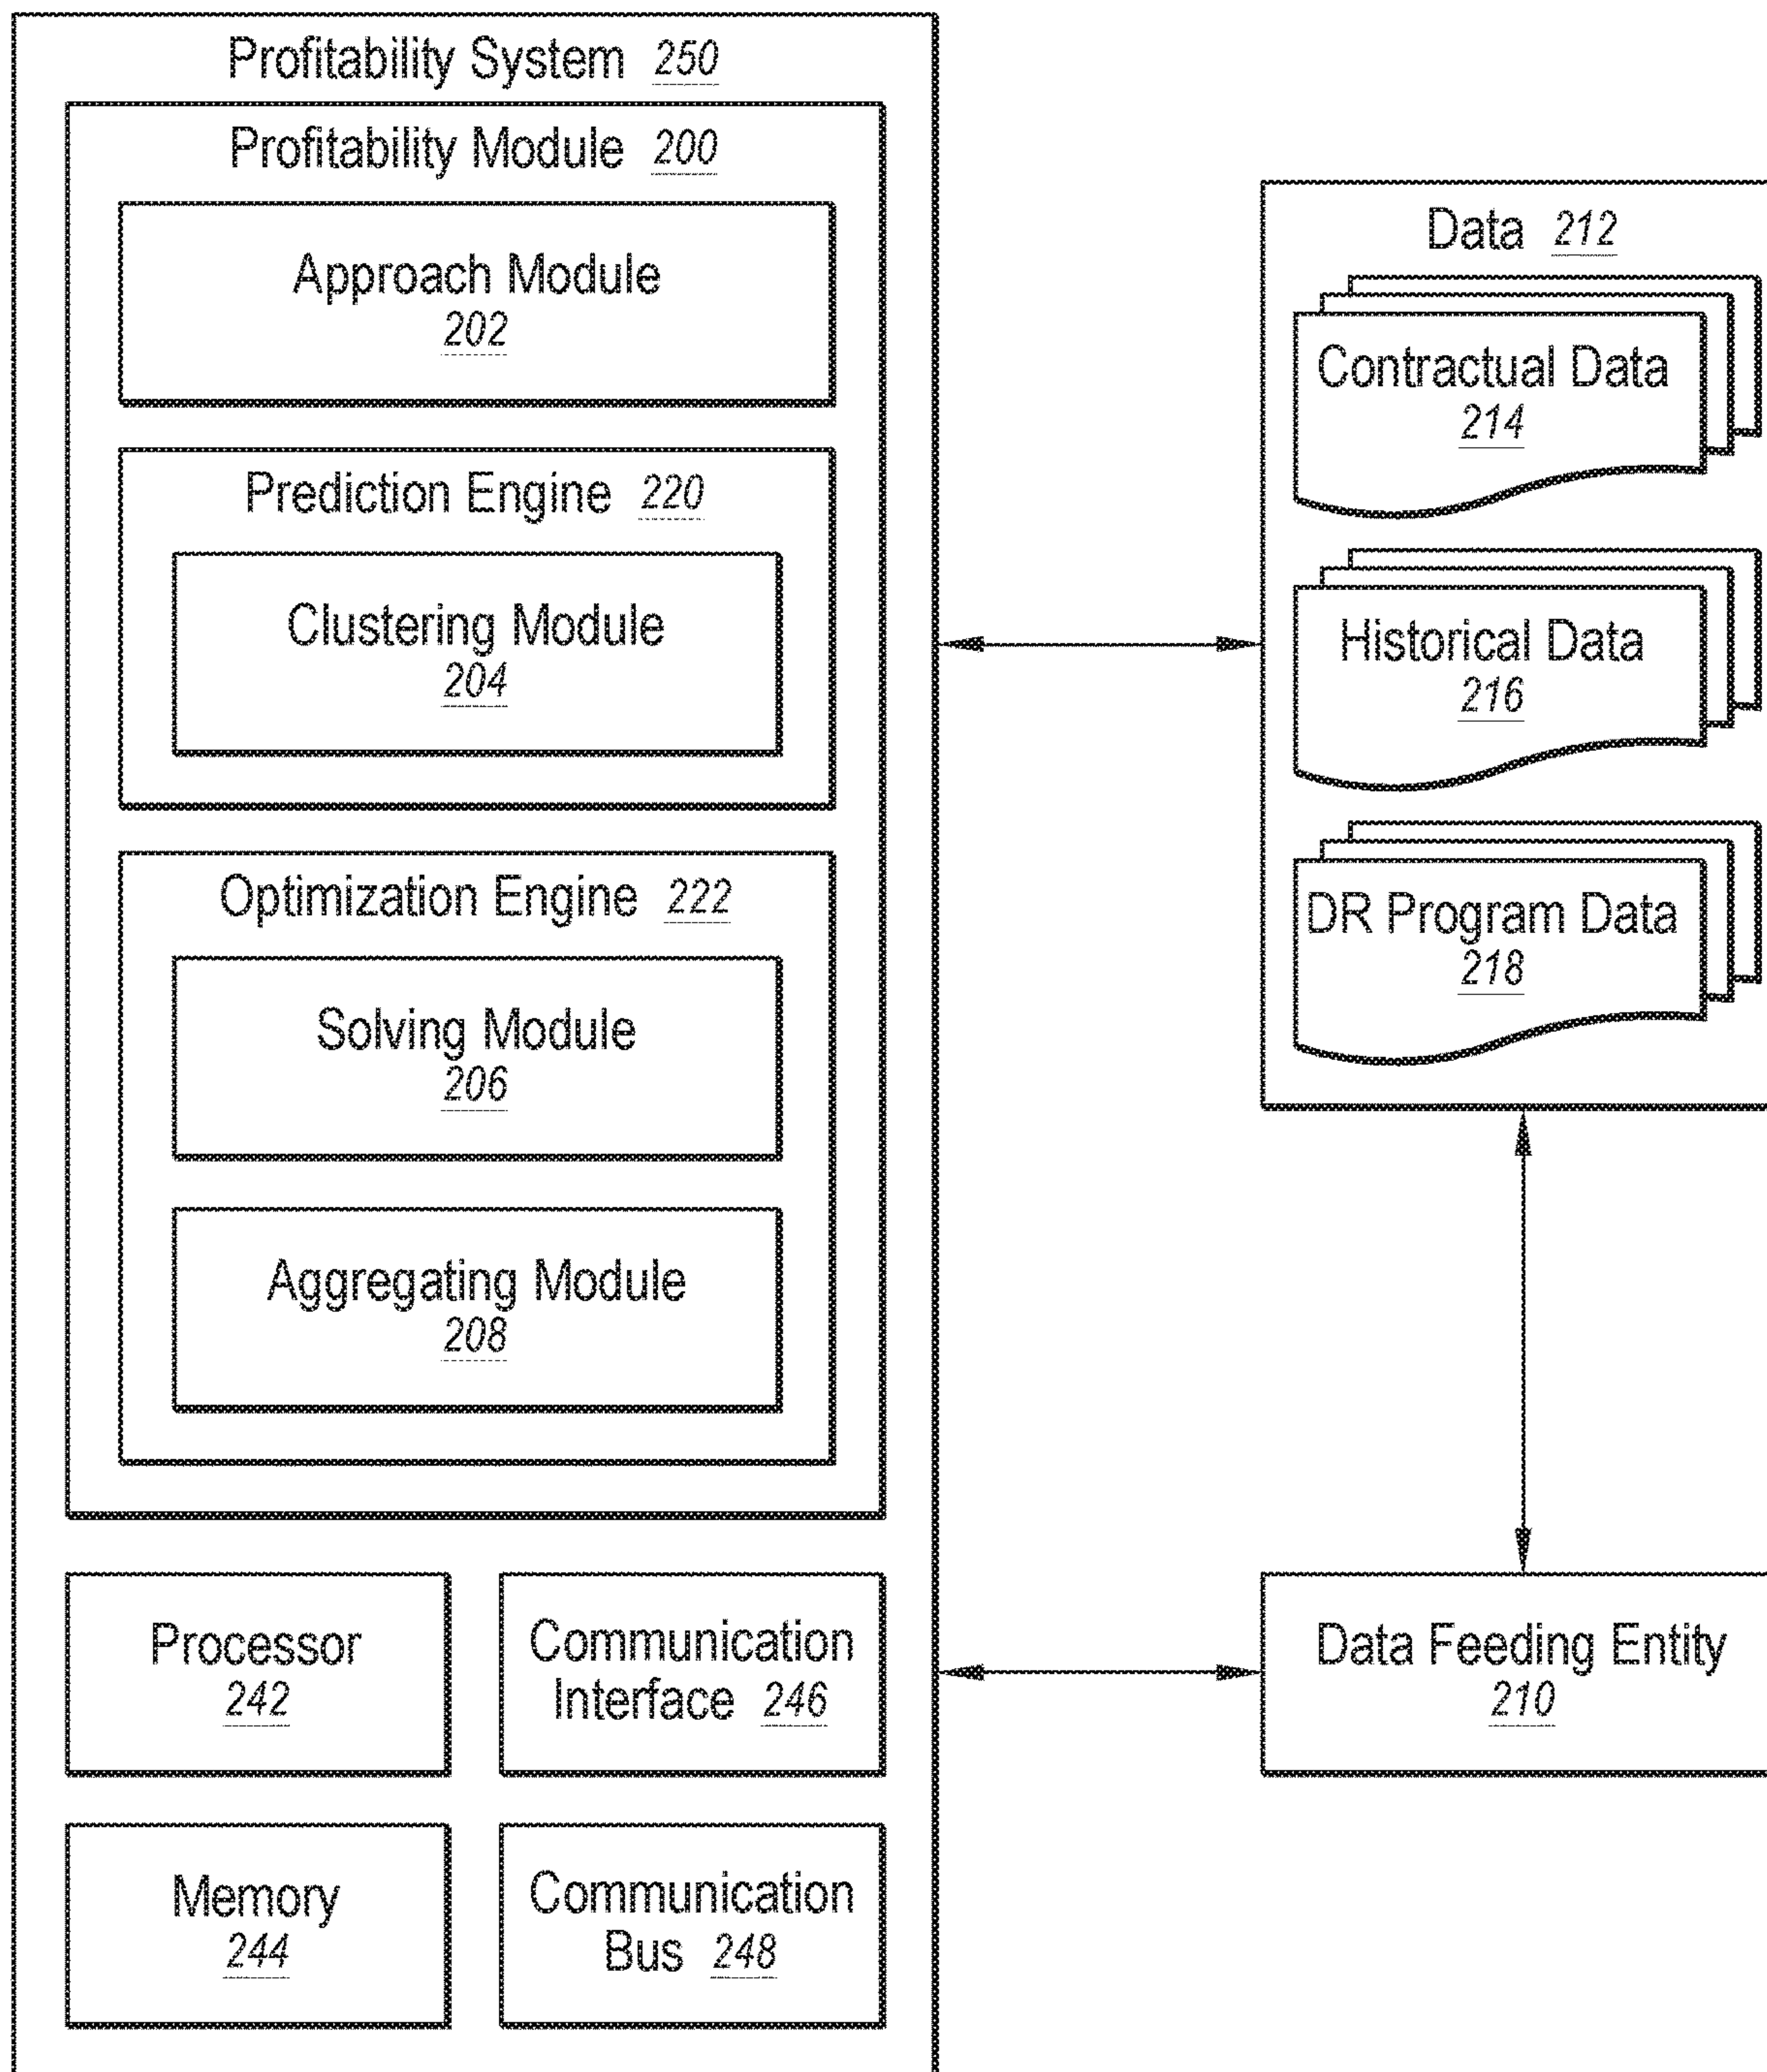 Profitability System 250
Profitability Module 200
Approach Module
202
Prediction Engine 220
Clustering Module
204
Optimization Engine 222
Solving Module
206
Aggregating Module
208
Processor
242
Communication
Interface 246
Memory
244
Communication
Bus 248
Data 212
Contractual Data
214
Historical Data
216
DR Program Data
218
Data Feeding Entity
210